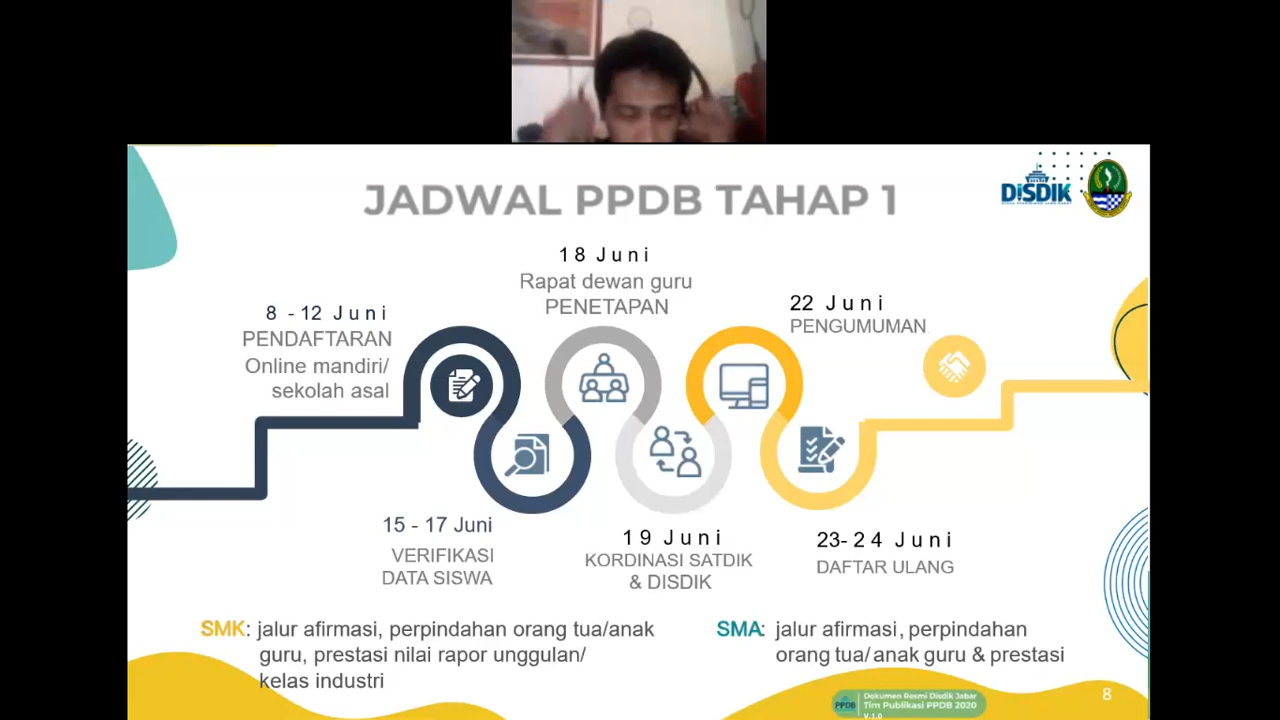 JADWAL PPDB TAHAP 1
DISDIK
18 Juni
Rapat dewan guru
PENETAPAN
22 Juni
PENGUMUMAN
8 - 12 Juni
PENDAFTARAN
Online mandiri/
sekolah asal
15 - 17 Juni
VERIFIKASI
DATA SISWA
19 Juni
KORDINASI SATDIK
& DISDIK
23- 24 Juni
DAFTAR ULANG
SMK: jalur afirmasi, perpindahan orang tua/anak
guru, prestasi nilai rapor unggulan/
kelas industri
SMA: jalur afirmasi, perpindahan
orang tua/ anak guru & prestasi
PPDB
Dokumen Resmi Disdik Jabar
Tim Publikasi PPDB 2020
V.1.0
8